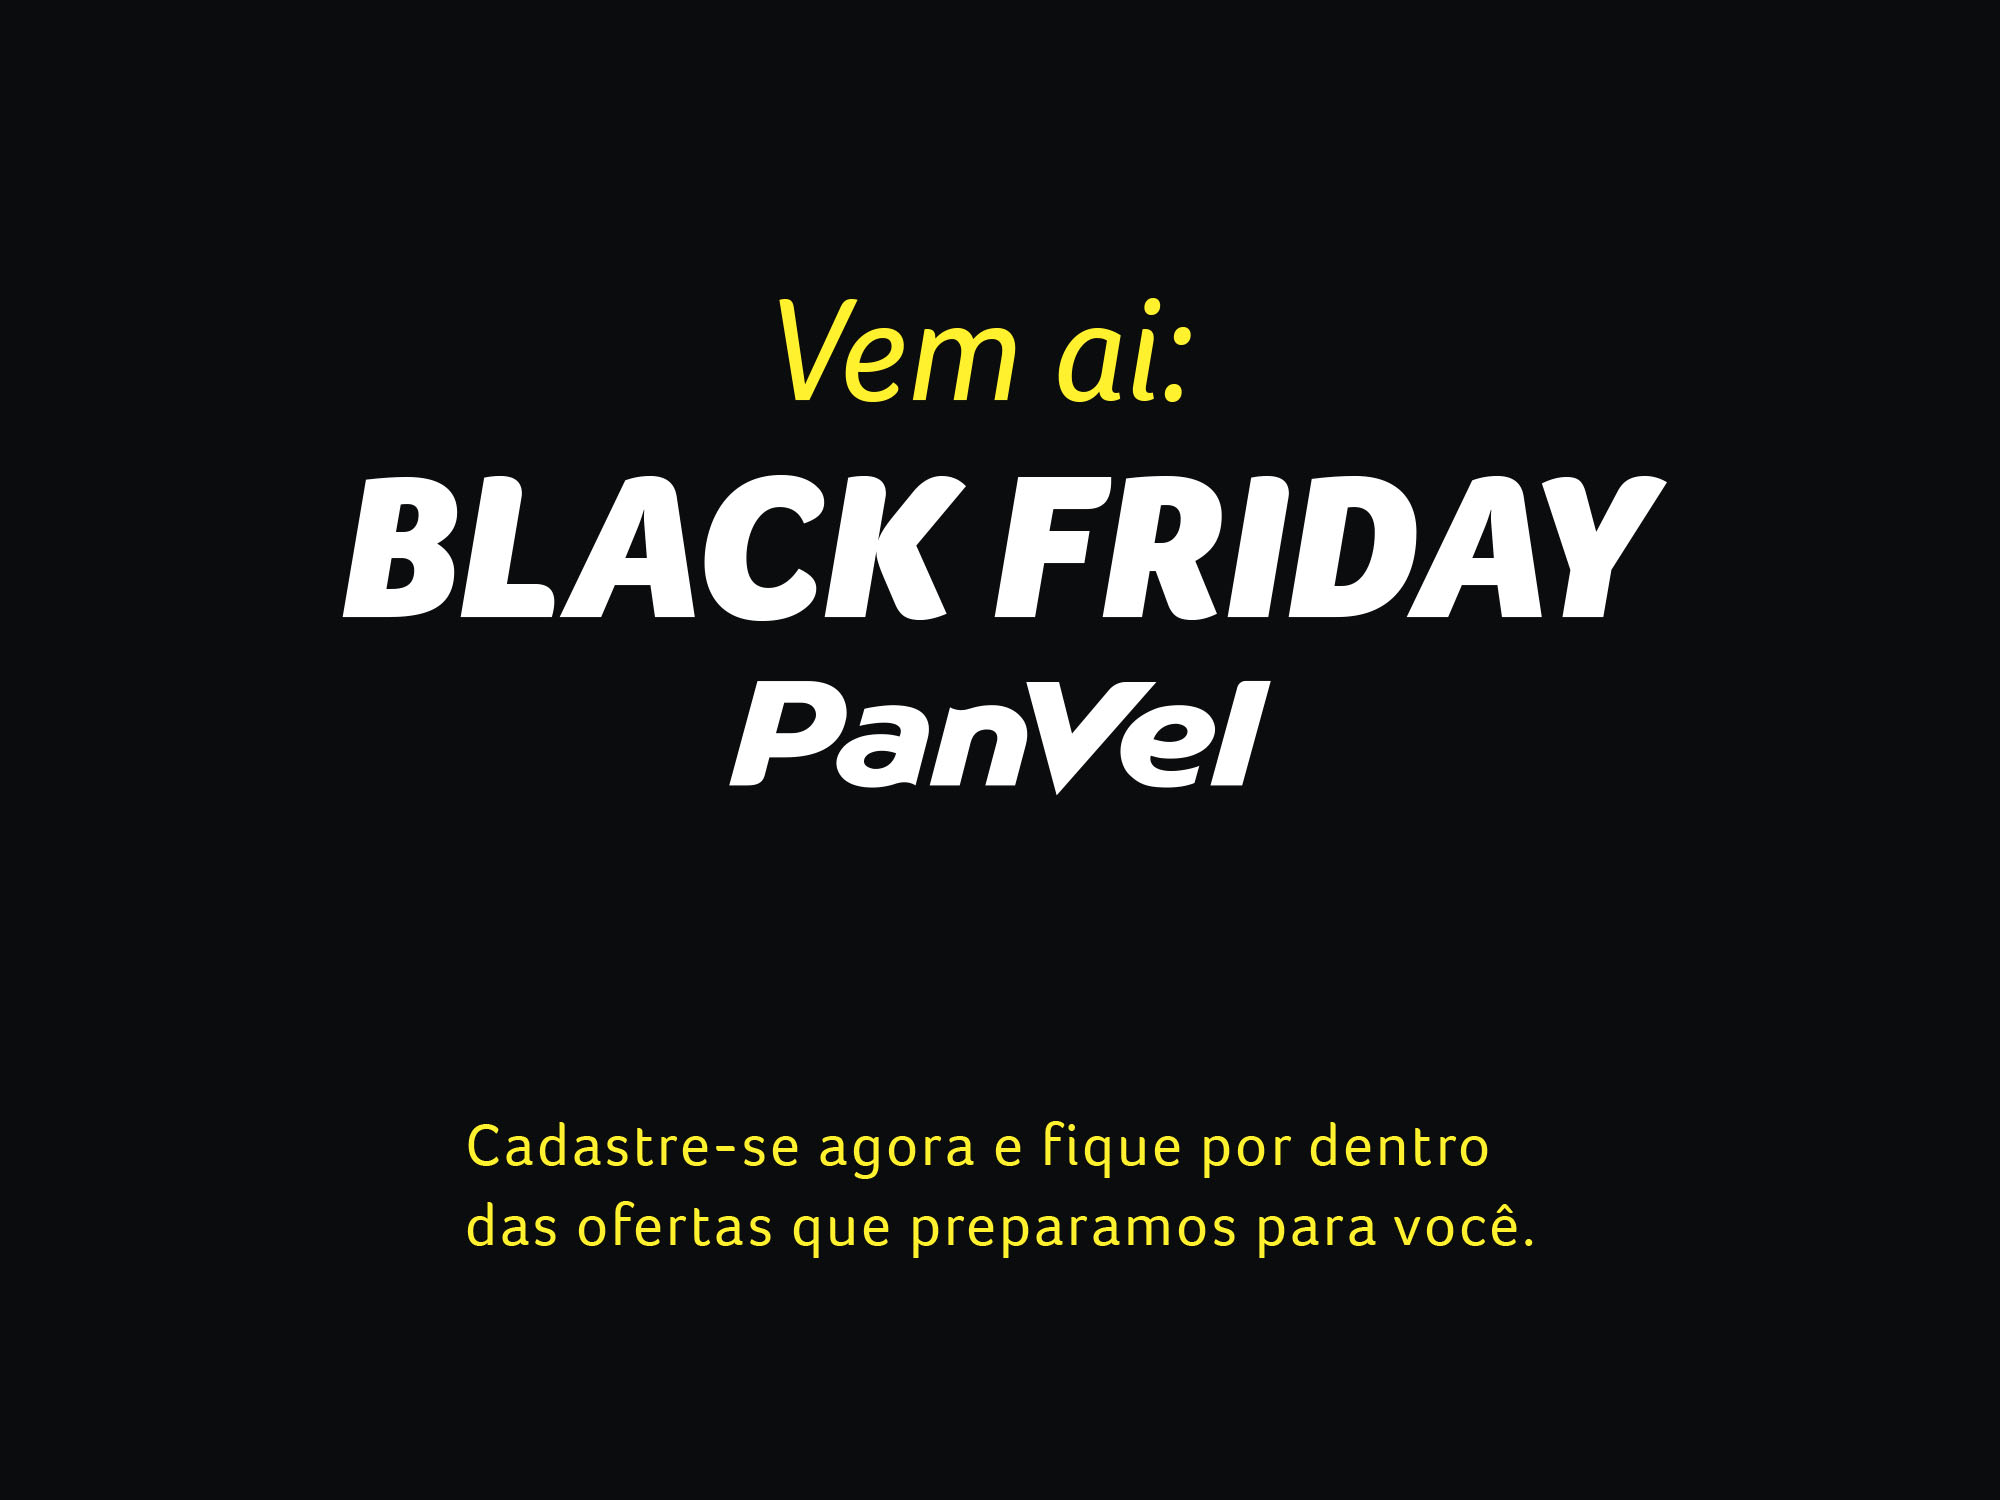 Vem ai:
BLACK FRIDAY
PanVel
Cadastre-se agora e fique por dentro
das ofertas que preparamos para você.